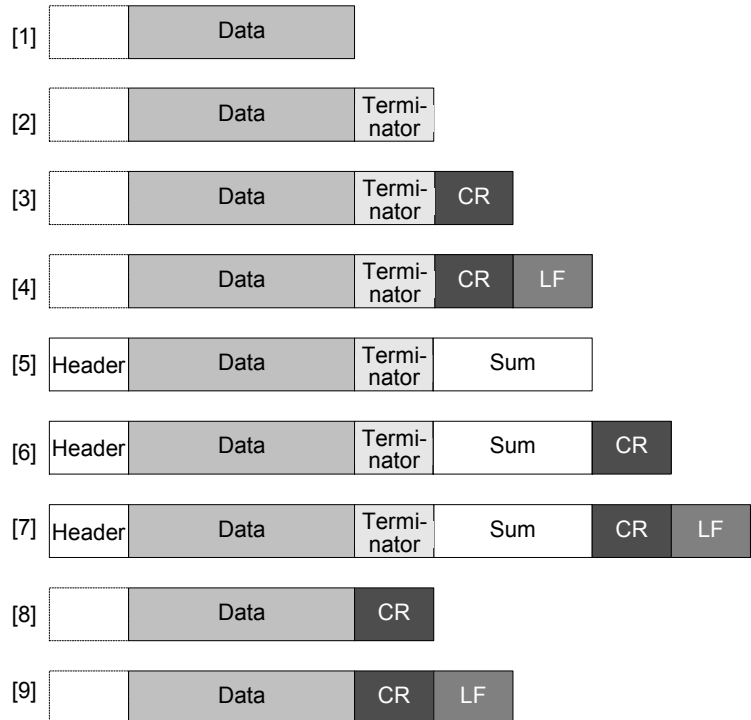 [1] Data
[2] Data Termi-
nator
[3] Data Termi-
nator CR
[4] Data Termi-
nator CR LF
[5] Header Data Termi-
nator Sum
[6] Header Data Termi-
nator Sum CR
[7] Header Data Termi-
nator Sum CR LF
[8] Data CR
[9] Data CR LF